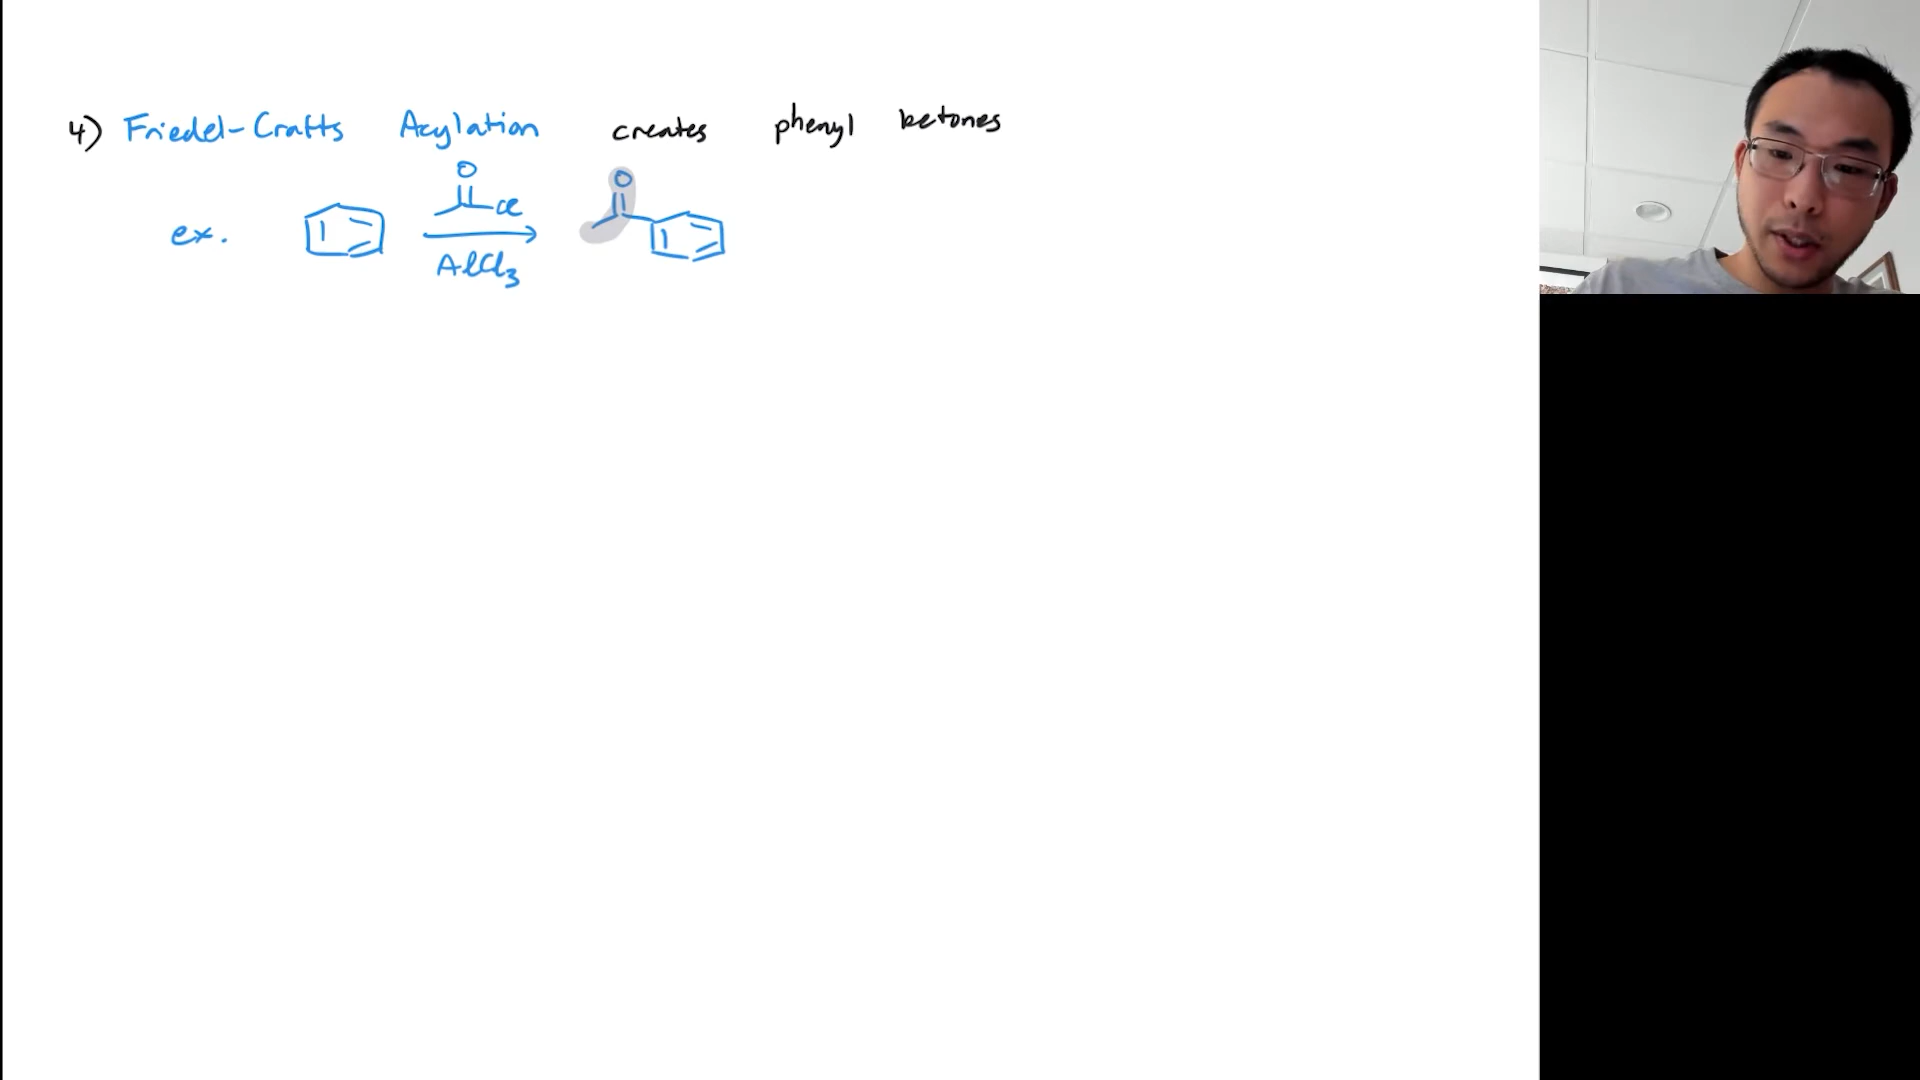 4) Friedel-Crafts Acylation creates phenyl ketones
O
Cl
O
ex.
AlCl3